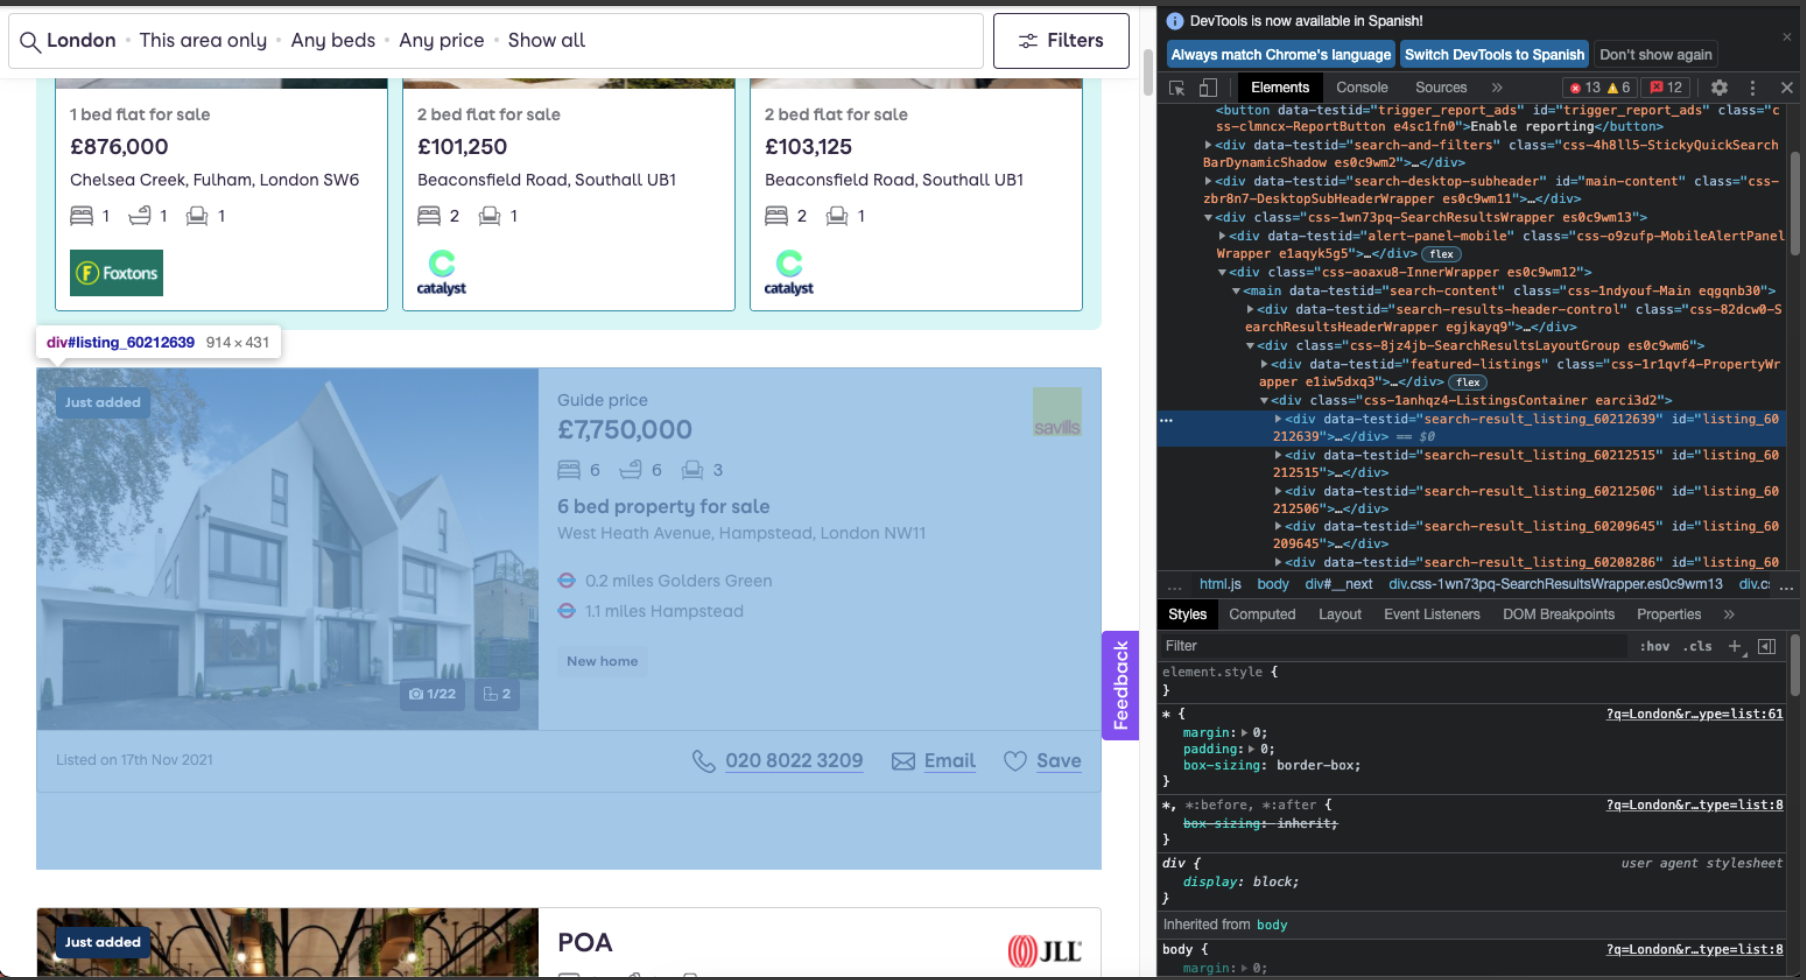 London • This area only • Any beds • Any price • Show all
Filters
1 bed flat for sale
£876,000
Chelsea Creek, Fulham, London SW6
1 1 1
Foxtons
2 bed flat for sale
£101,250
Beaconsfield Road, Southall UB1
2 1
catalyst
2 bed flat for sale
£103,125
Beaconsfield Road, Southall UB1
2 1
catalyst
div#listing_60212639 914 × 431
Just added
1/22 2
Guide price
£7,750,000
savills
6 6 3
6 bed property for sale
West Heath Avenue, Hampstead, London NW11
0.2 miles Golders Green
1.1 miles Hampstead
New home
Feedback
Listed on 17th Nov 2021
020 8022 3209 Email Save
Just added
POA
JLL
DevTools is now available in Spanish!
Always match Chrome's language Switch DevTools to Spanish Don't show again
Elements Console Sources » 13 6 12
<button data-testid="trigger_report_ads" id="trigger_report_ads" class="c
ss-clmncx-ReportButton e4sc1fn0">Enable reporting</button>
<div data-testid="search-and-filters" class="css-4h8ll5-StickyQuickSearch
BarDynamicShadow es0c9wm2">…</div>
<div data-testid="search-desktop-subheader" id="main-content" class="css-
zbr8n7-DesktopSubHeaderWrapper es0c9wm11">…</div>
<div class="css-1wn73pq-SearchResultsWrapper es0c9wm13">
<div data-testid="alert-panel-mobile" class="css-o9zufp-MobileAlertPanel
Wrapper e1aqyk5g5">…</div> flex
<div class="css-aoaxu8-InnerWrapper es0c9wm12">
<main data-testid="search-content" class="css-1ndyouf-Main eqgqnb30">
<div data-testid="search-results-header-control" class="css-82dcw0-S
earchResultsHeaderWrapper egjkayq9">…</div>
<div class="css-8jz4jb-SearchResultsLayoutGroup es0c9wm6">
<div data-testid="featured-listings" class="css-1r1qvf4-PropertyWr
apper e1iw5dxq3">…</div> flex
<div class="css-1anhqz4-ListingsContainer earci3d2">
<div data-testid="search-result_listing_60212639" id="listing_60
212639">…</div> == $0
<div data-testid="search-result_listing_60212515" id="listing_60
212515">…</div>
<div data-testid="search-result_listing_60212506" id="listing_60
212506">…</div>
<div data-testid="search-result_listing_60209645" id="listing_60
209645">…</div>
<div data-testid="search-result_listing_60208286" id="listing_60
… html.js body div#__next div.css-1wn73pq-SearchResultsWrapper.es0c9wm13 div.c …
Styles Computed Layout Event Listeners DOM Breakpoints Properties »
Filter :hov .cls +
element.style {
}
* { ?q=London&r…ype=list:61
margin: 0;
padding: 0;
box-sizing: border-box;
}
*, *:before, *:after { ?q=London&r…type=list:8
box-sizing: inherit;
}
div { user agent stylesheet
display: block;
}
Inherited from body
body { ?q=London&r…type=list:8
margin: 0;